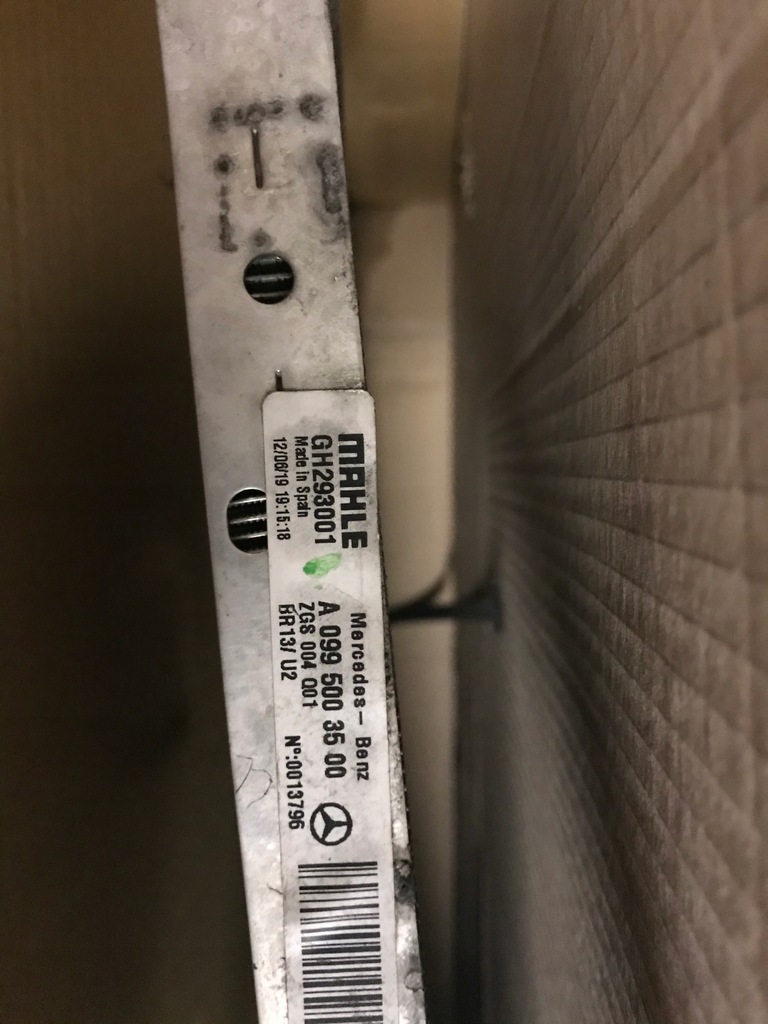 MAHLE
GH293001
Made in Spain
12/06/19 19:15:18
Mercedes-Benz
A 099 500 35 00
ZGS 004 Q01
BR13/ U2
N°:0013796